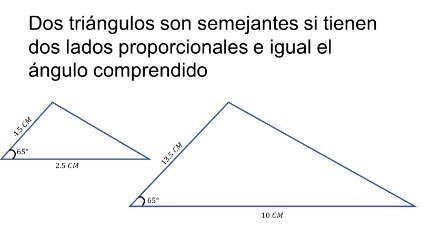 Dos triángulos son semejantes si tienen
dos lados proporcionales e igual el
ángulo comprendido
4.5 CM
65°
2.5 CM
13.5 CM
65°
10 CM